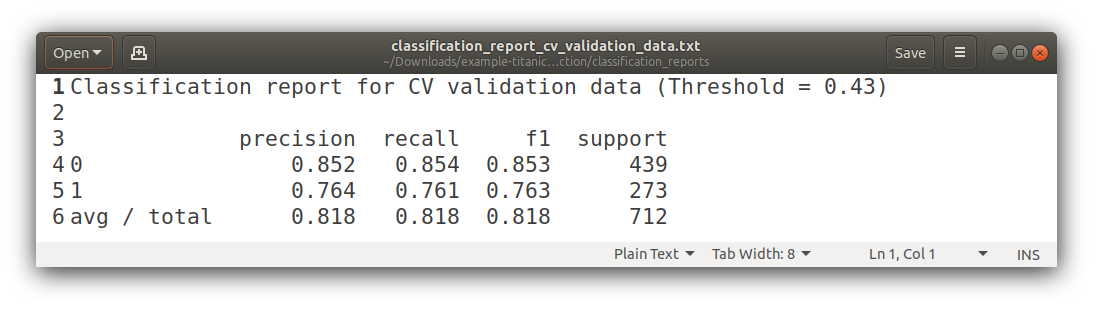 Open
classification_report_cv_validation_data.txt
~/Downloads/example-titanic …ction/classification_reports
Save
1 Classification report for CV validation data (Threshold = 0.43)
2
3 precision recall f1 support
4 0 0.852 0.854 0.853 439
5 1 0.764 0.761 0.763 273
6 avg / total 0.818 0.818 0.818 712
Plain Text Tab Width: 8 Ln 1, Col 1 INS